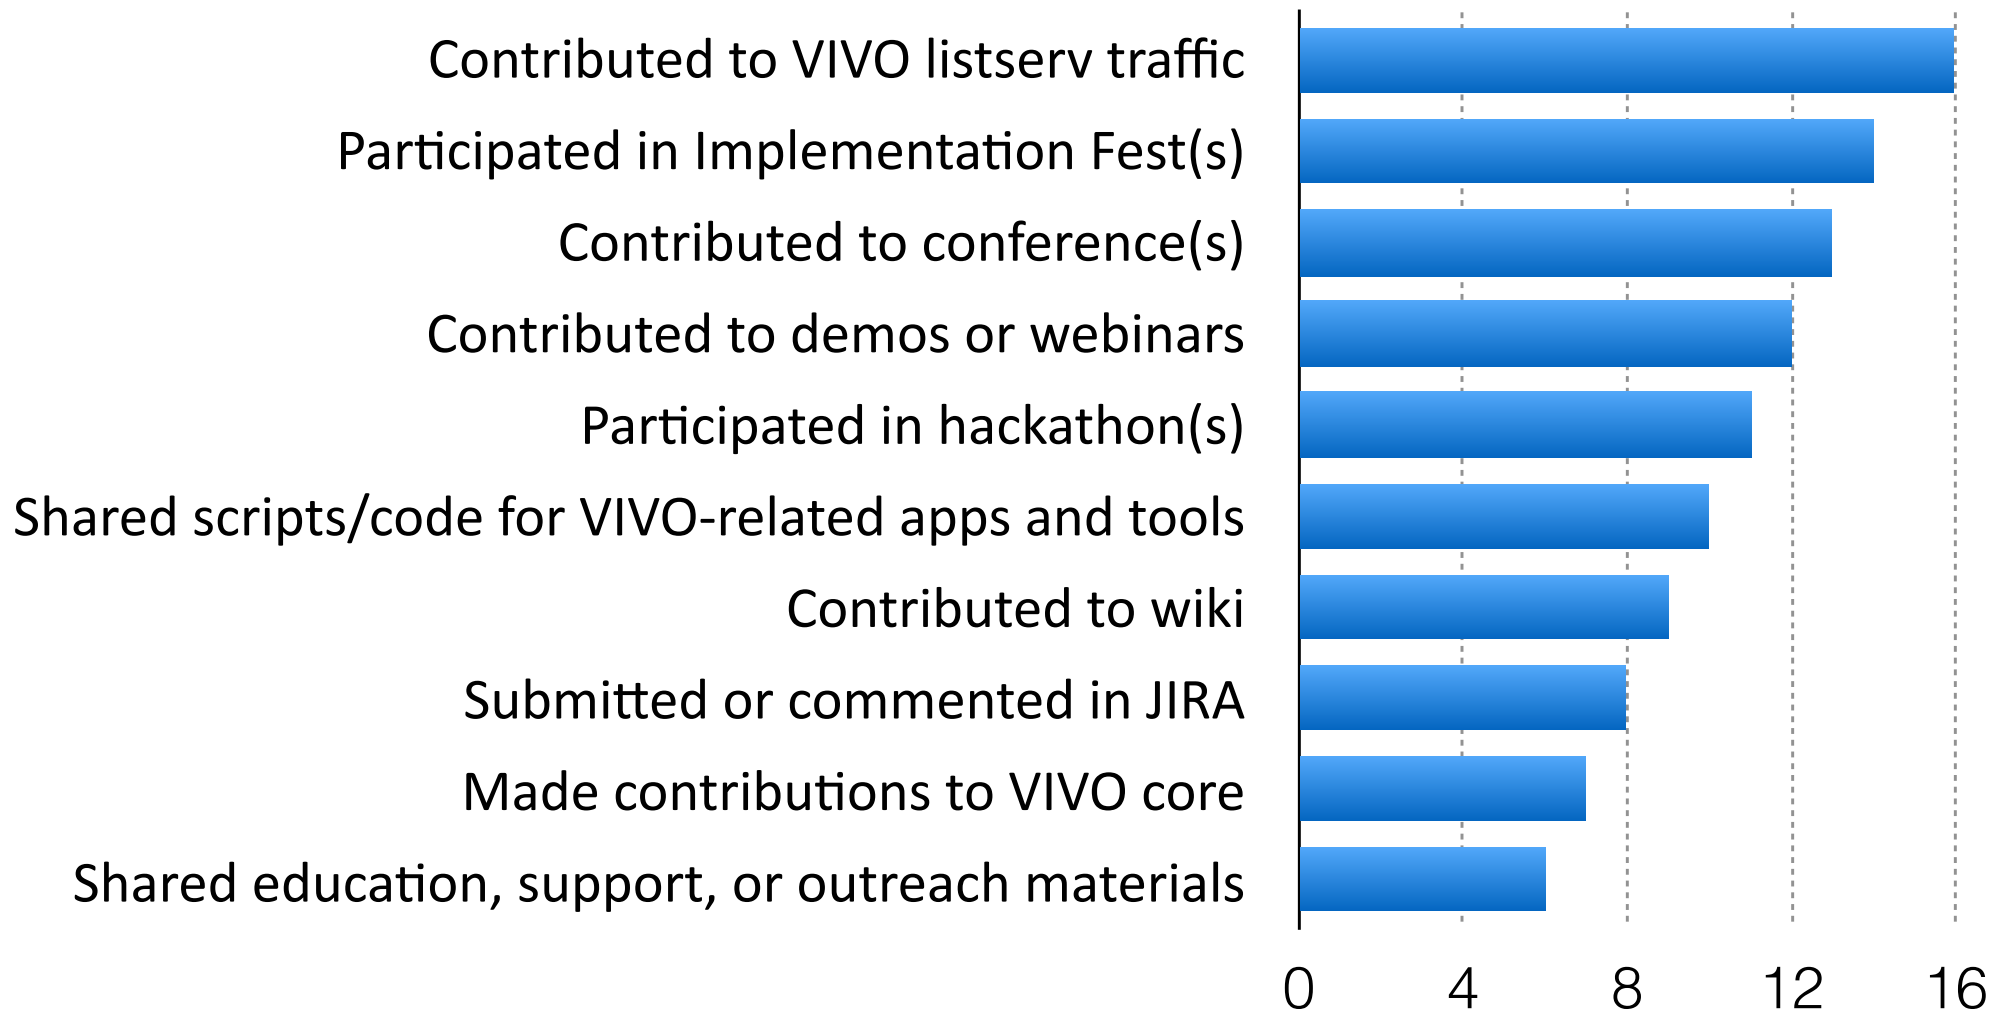 Contributed to VIVO listserv traffic
Participated in Implementation Fest(s)
Contributed to conference(s)
Contributed to demos or webinars
Participated in hackathon(s)
Shared scripts/code for VIVO-related apps and tools
Contributed to wiki
Submitted or commented in JIRA
Made contributions to VIVO core
Shared education, support, or outreach materials
0 4 8 12 16